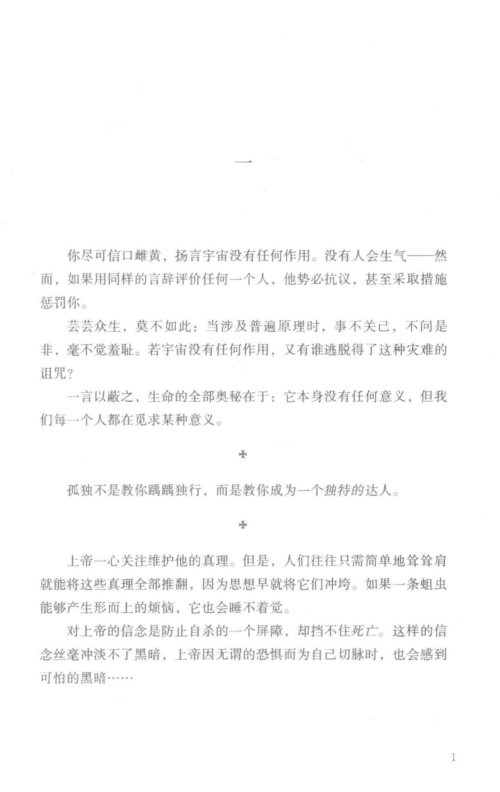 一
你尽可信口雌黄，扬言宇宙没有任何作用。没有人会生气——然
而，如果用同样的言辞评价任何一个人，他势必抗议，甚至采取措施
惩罚你。
芸芸众生，莫不如此：当涉及普遍原理时，事不关己，不问是
非，毫不觉羞耻。若宇宙没有任何作用，又有谁逃脱得了这种灾难的
诅咒？
一言以蔽之，生命的全部奥秘在于：它本身没有任何意义，但我
们每一个人都在觅求某种意义。
✠
孤独不是教你踽踽独行，而是教你成为一个独特的达人。
✠
上帝一心关注维护他的真理。但是，人们往往只需简单地耸耸肩
就能将这些真理全部推翻，因为思想早就将它们冲垮。如果一条蛆虫
能够产生形而上的烦恼，它也会睡不着觉。
对上帝的信念是防止自杀的一个屏障，却挡不住死亡。这样的信
念丝毫冲淡不了黑暗，上帝因无谓的恐惧而为自己切脉时，也会感到
可怕的黑暗……
1